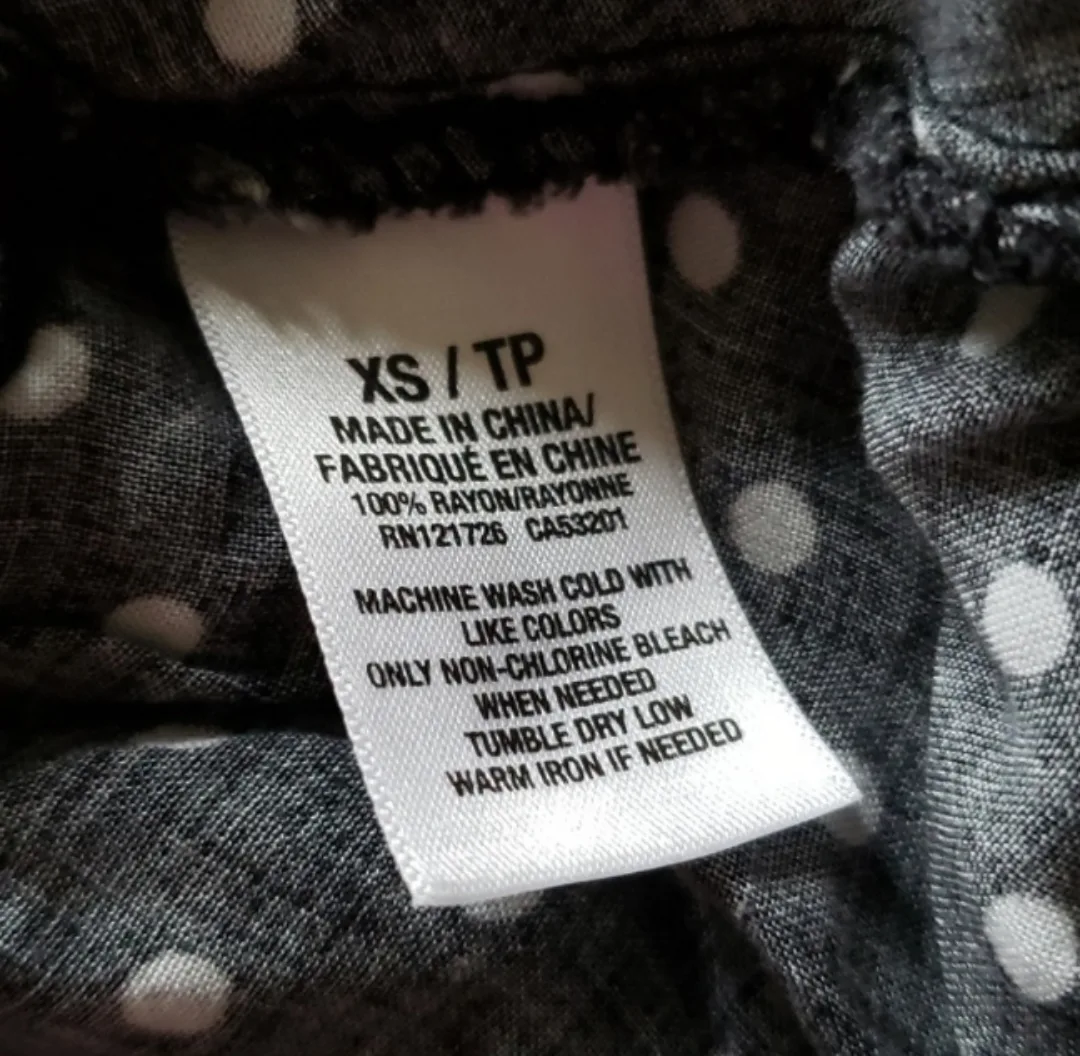 XS / TP
MADE IN CHINA/
FABRIQUÉ EN CHINE
100% RAYON/RAYONNE
RN121726 CA53201
MACHINE WASH COLD WITH
LIKE COLORS
ONLY NON-CHLORINE BLEACH
WHEN NEEDED
TUMBLE DRY LOW
WARM IRON IF NEEDED